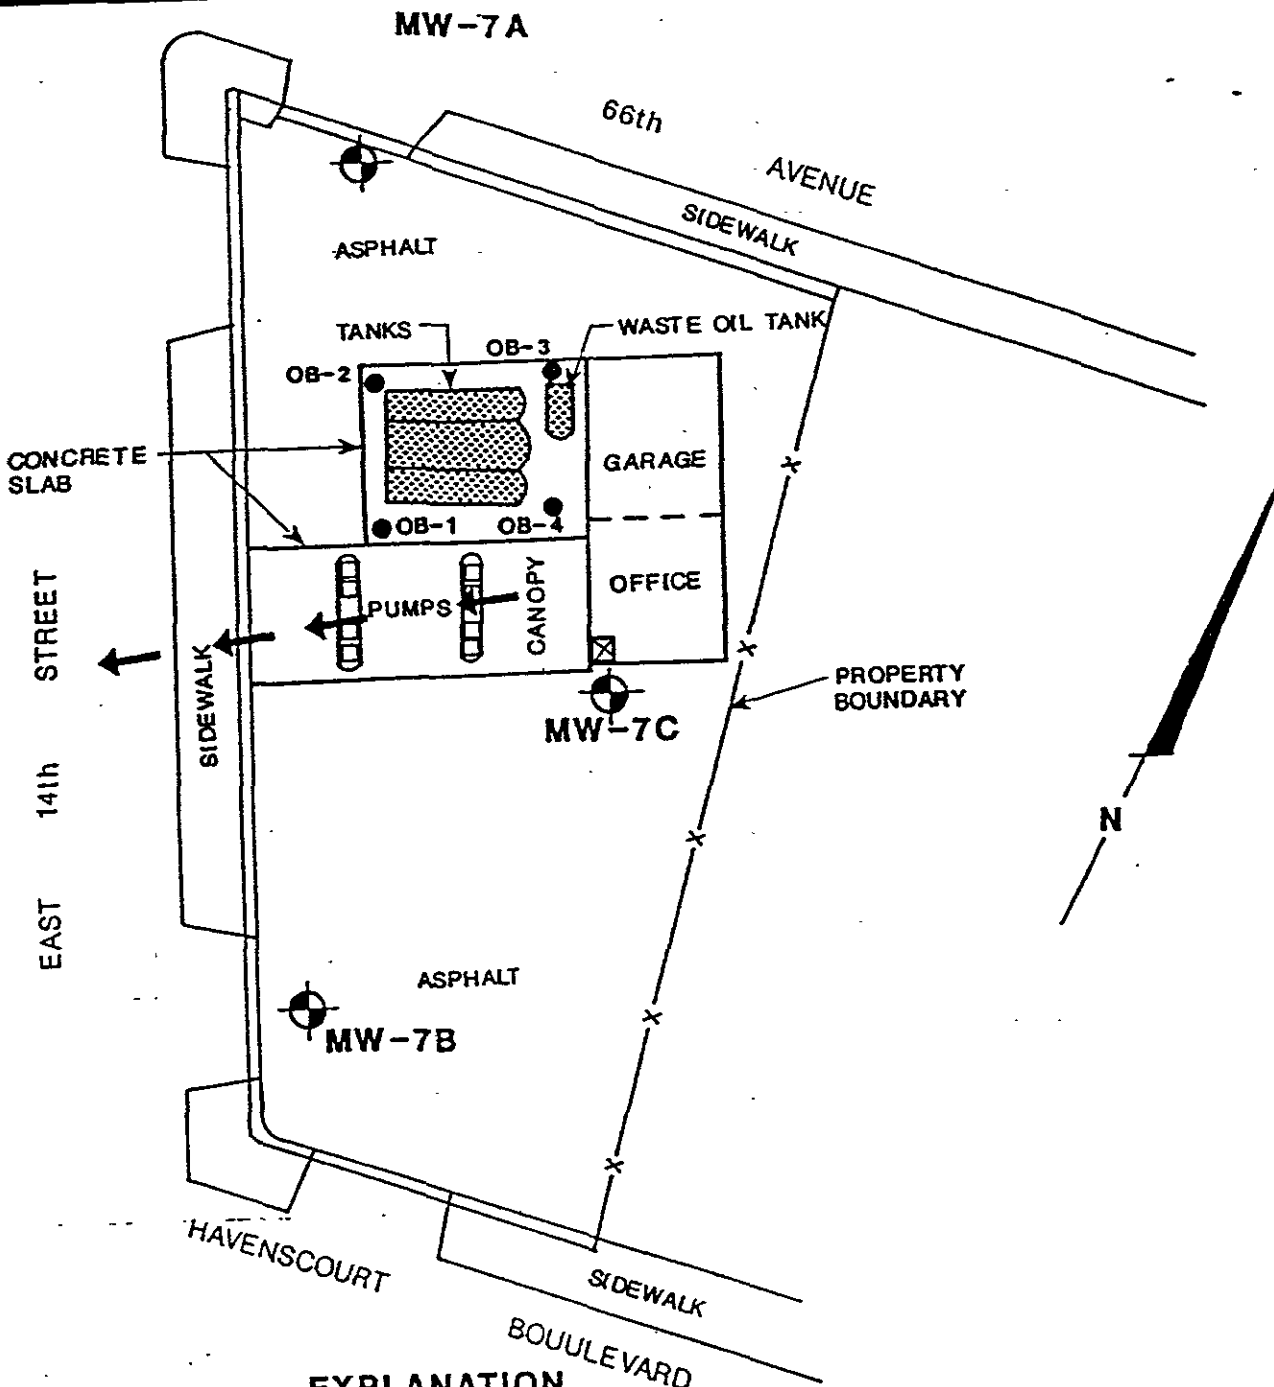 MW-7A
66th
AVENUE
SIDEWALK
ASPHALT
TANKS
WASTE OIL TANK
OB-3
OB-2
CONCRETE
SLAB
GARAGE
OB-1
OB-4
OFFICE
PUMPS
CANOPY
EAST 14th STREET
SIDEWALK
PROPERTY
BOUNDARY
MW-7C
N
ASPHALT
MW-7B
HAVENSCOURT
SIDEWALK
BOUULEVARD
EXPLANATION